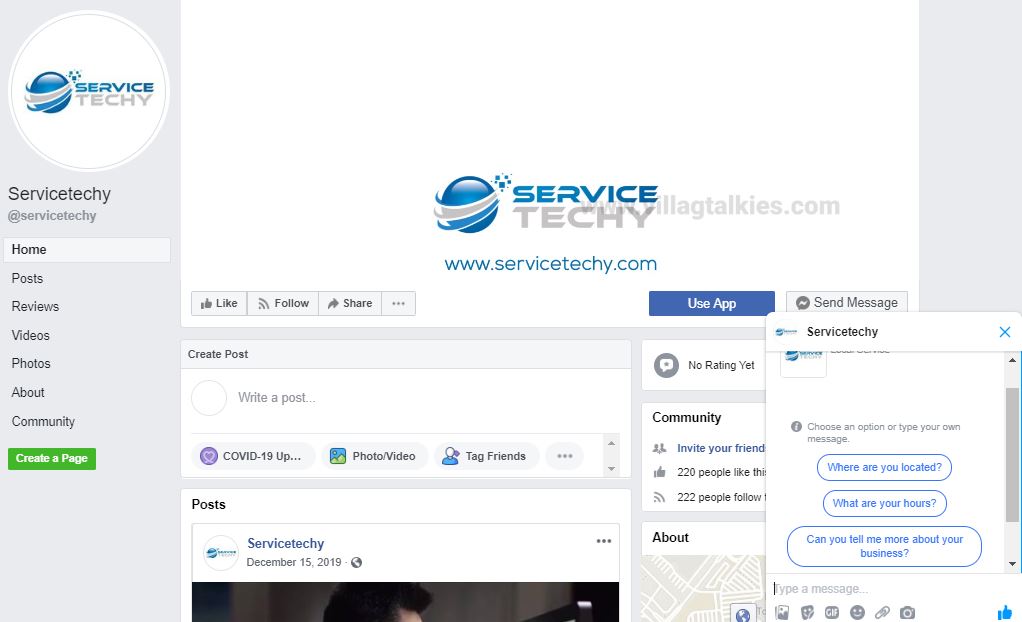 SERVICE
TECHY
Servicetechy
@servicetechy
Home
Posts
Reviews
Videos
Photos
About
Community
Create a Page
SERVICE
TECHY
www.villagtalkies.com
www.servicetechy.com
Like
Follow
Share
Use App
Send Message
Create Post
Write a post...
COVID-19 Up...
Photo/Video
Tag Friends
Posts
Servicetechy
December 15, 2019 ·
No Rating Yet
Community
Invite your friend
220 people like this
222 people follow
About
Servicetechy
SERVICE
Local Service
Choose an option or type your own
message.
Where are you located?
What are your hours?
Can you tell me more about your
business?
Type a message...
GIF